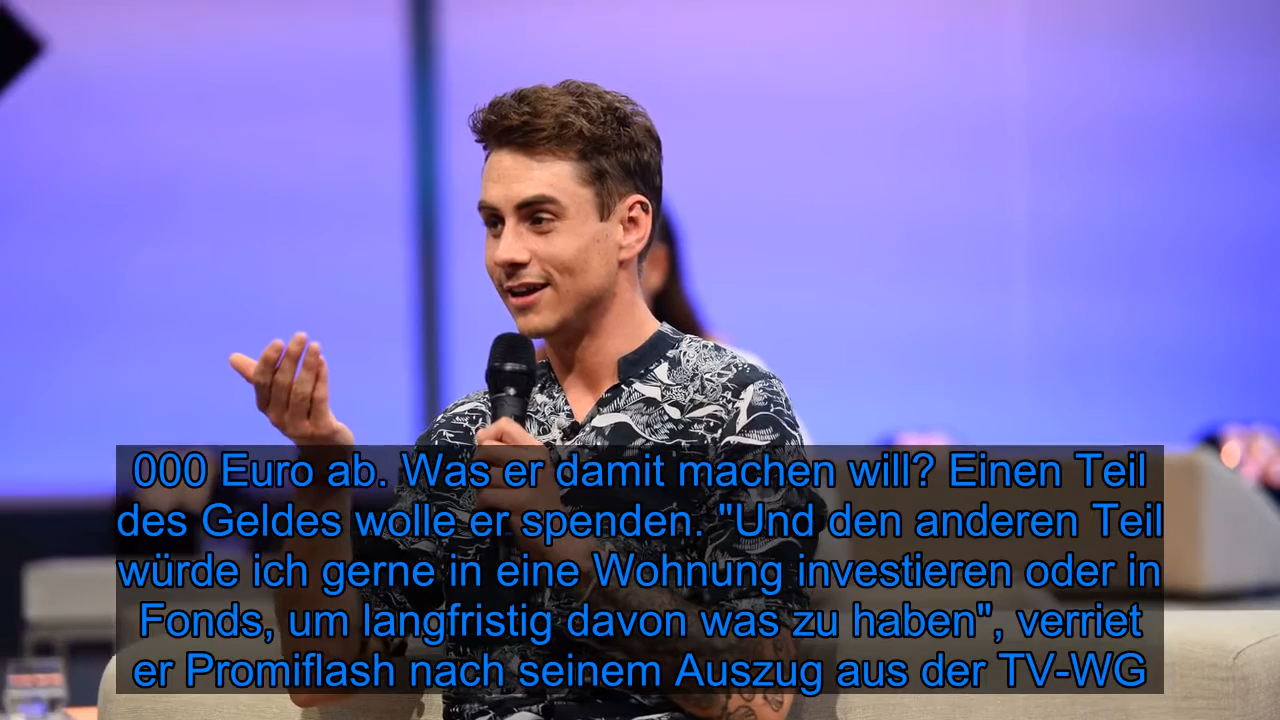 000 Euro ab. Was er damit machen will? Einen Teil
des Geldes wolle er spenden. "Und den anderen Teil
würde ich gerne in eine Wohnung investieren oder in
Fonds, um langfristig davon was zu haben", verriet
er Promiflash nach seinem Auszug aus der TV-WG